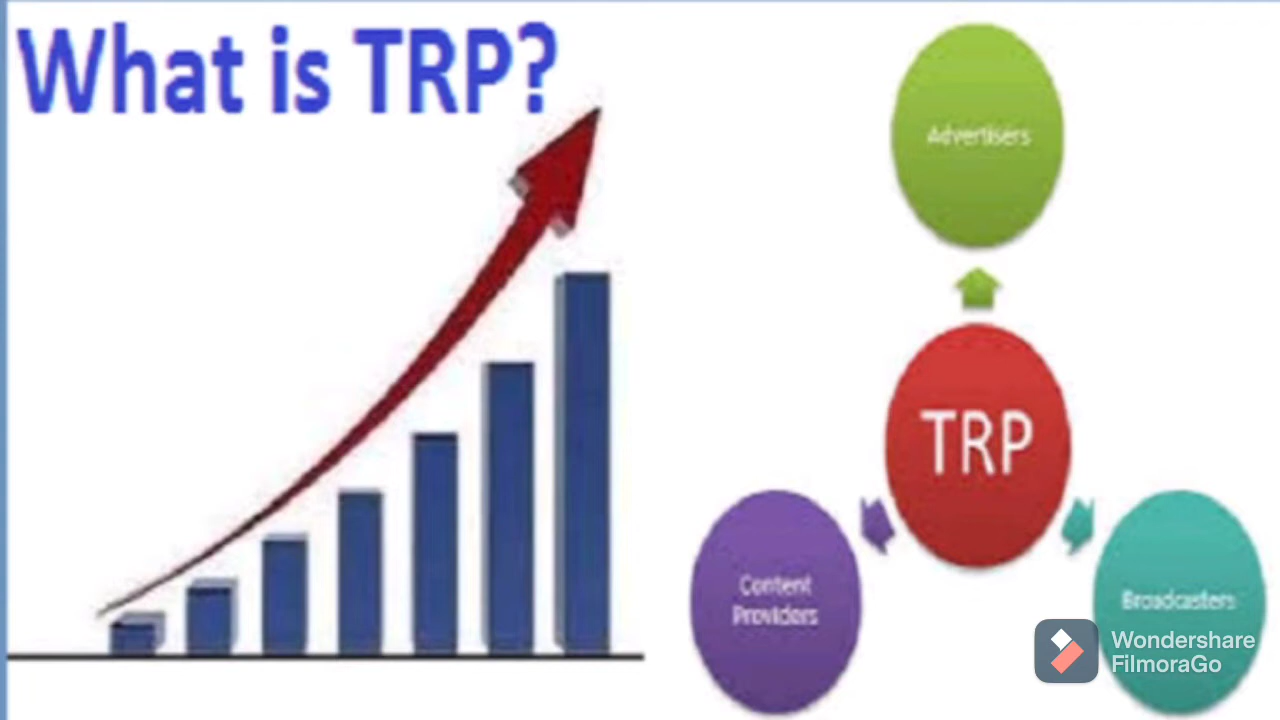 What is TRP?
Advertisers
TRP
Content
Providers
Broadcasters
Wondershare
FilmoraGo